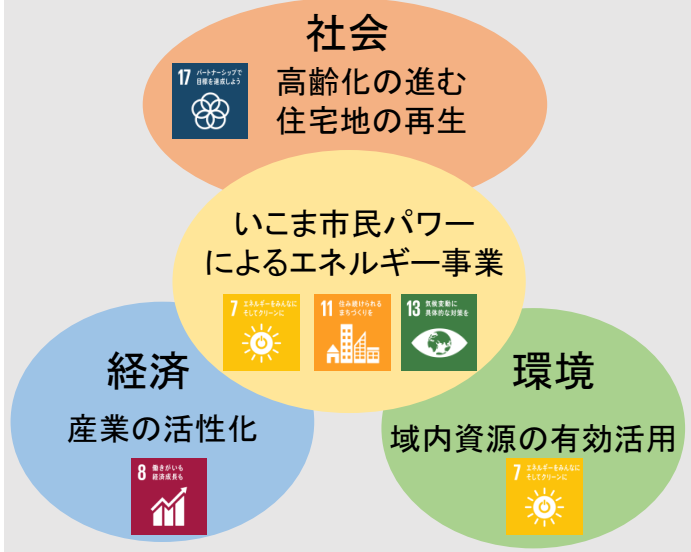 社会
17 パートナーシップで
目標を達成しよう
高齢化の進む
住宅地の再生
いこま市民パワー
によるエネルギー事業
7 エネルギーをみんなに
そしてクリーンに
11 住み続けられる
まちづくりを
13 気候変動に
具体的な対策を
経済
産業の活性化
8 働きがいも
経済成長も
環境
域内資源の有効活用
7 エネルギーをみんなに
そしてクリーンに